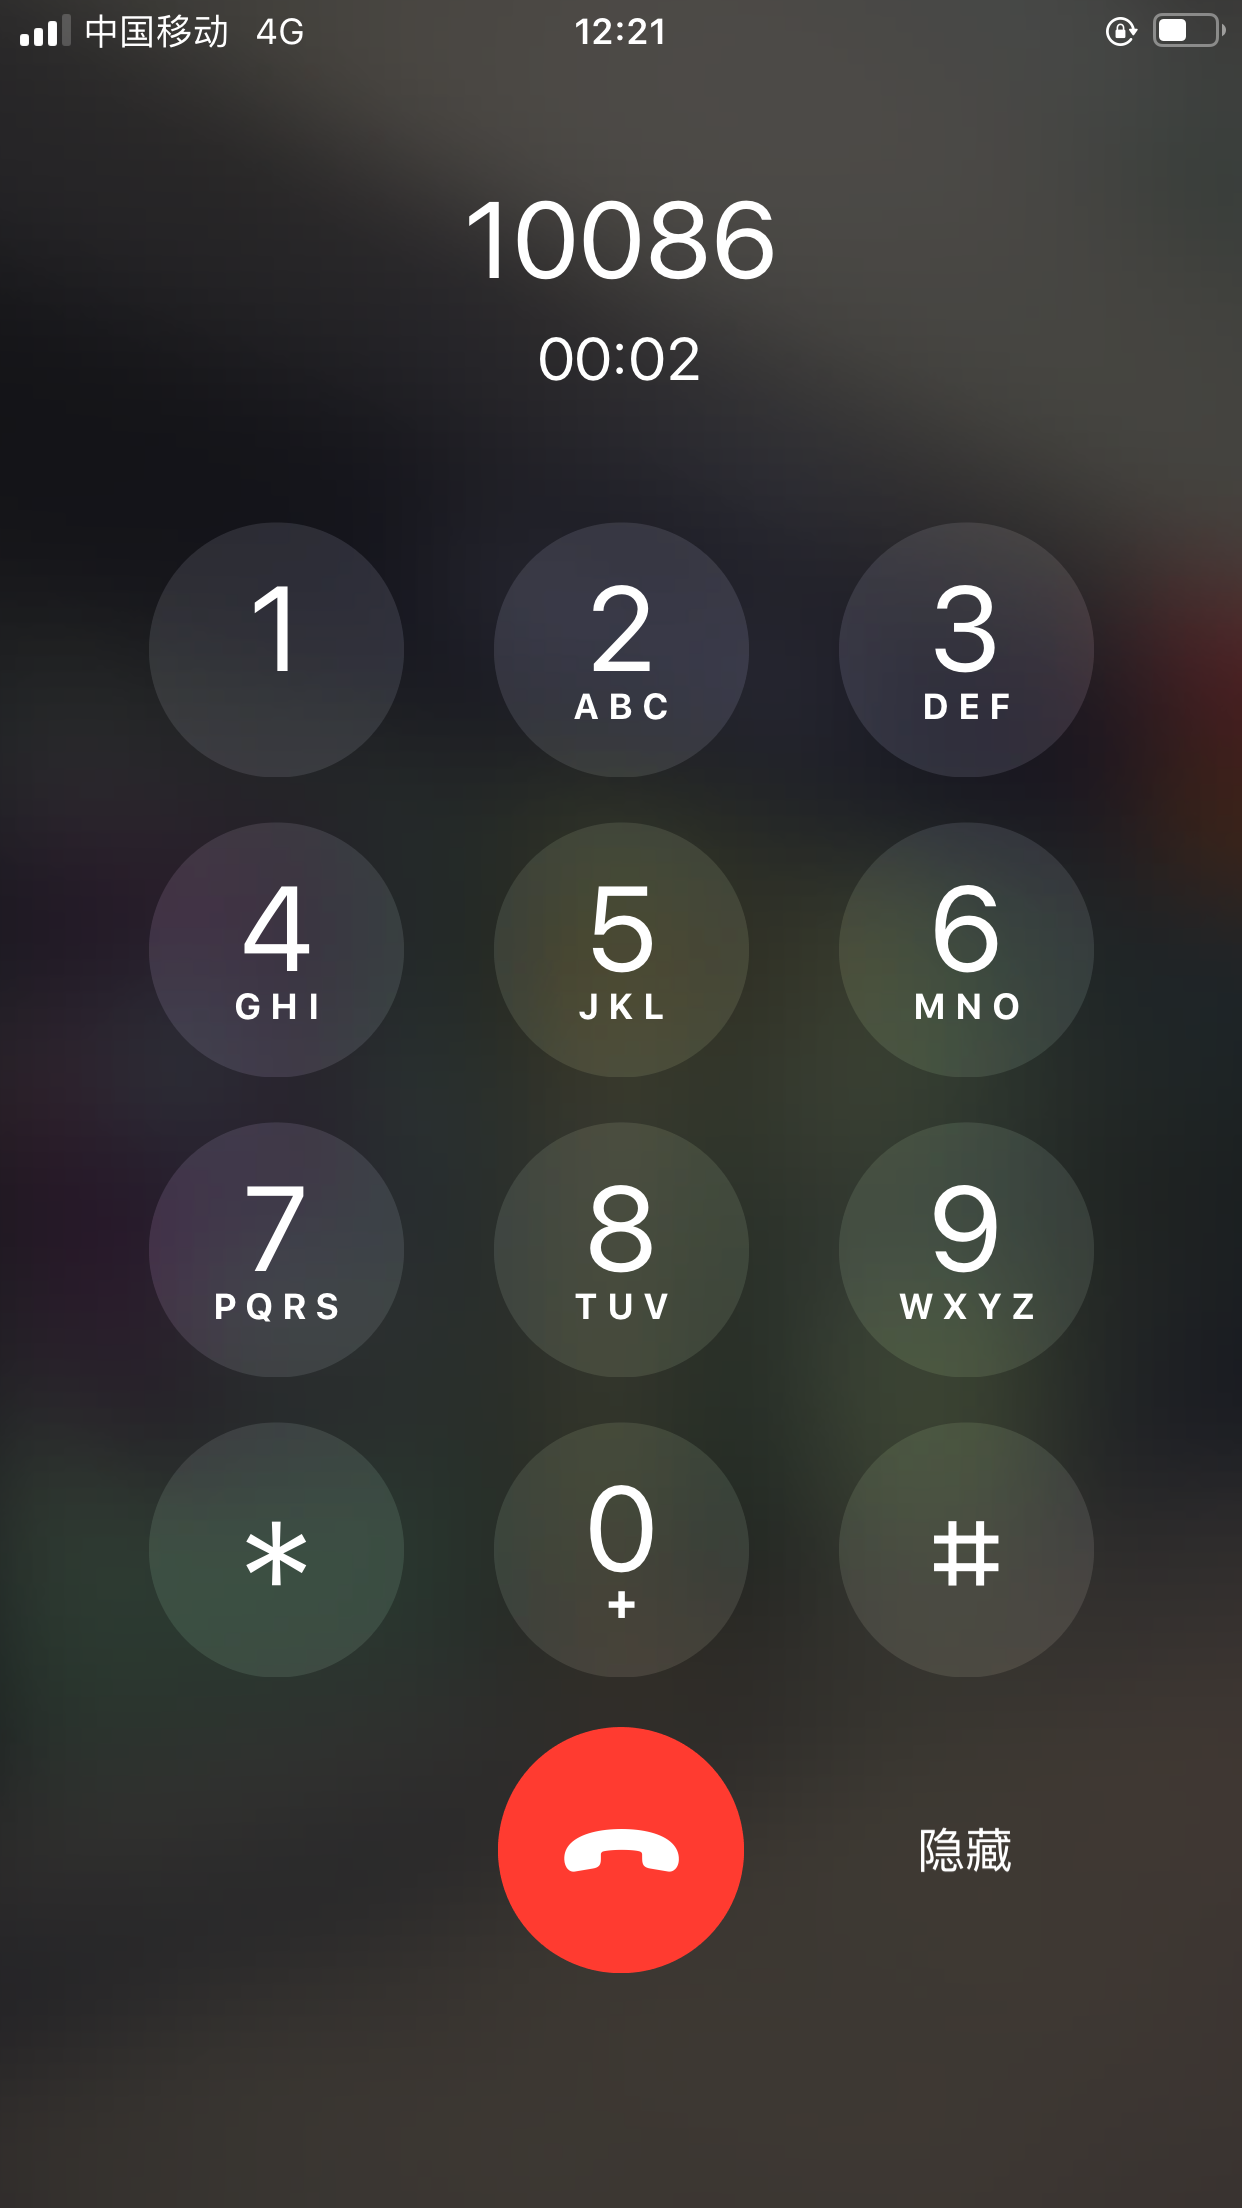 中国移动 4G 12:21
10086
00:02
1 2 3
ABC DEF
4 5 6
GHI JKL MNO
7 8 9
PQRS TUV WXYZ
* 0 #
+
隐藏